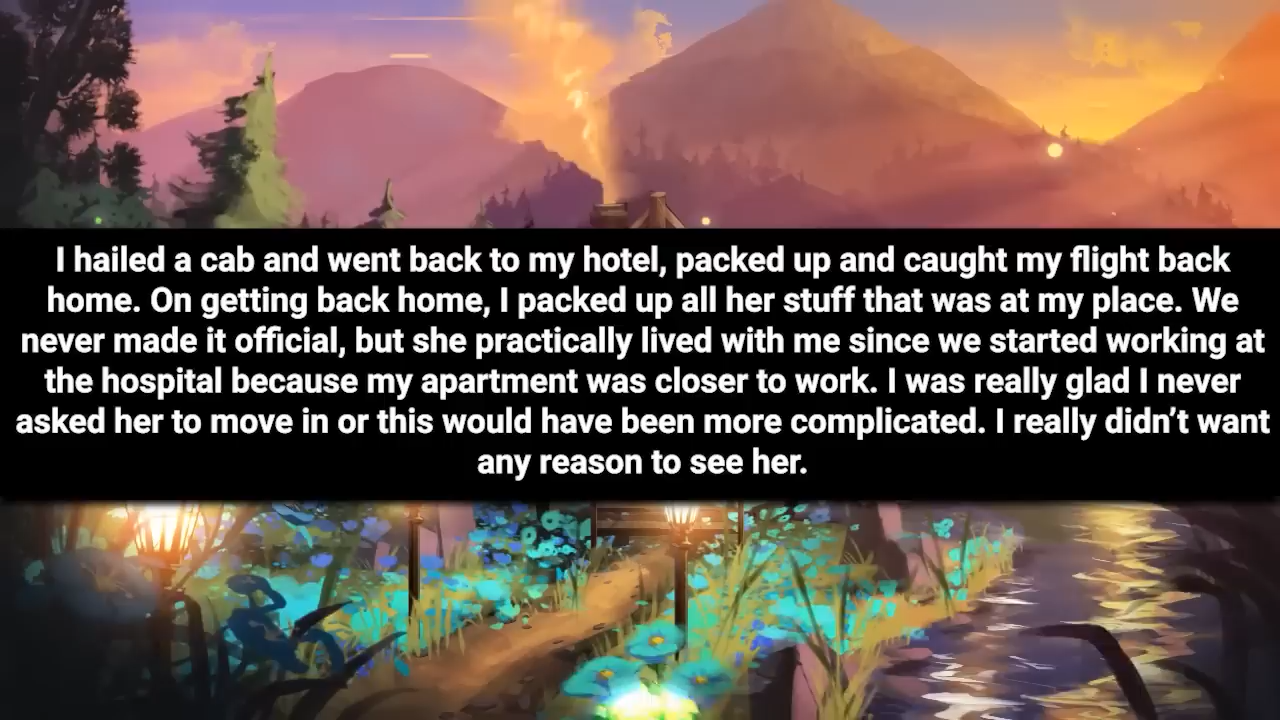 I hailed a cab and went back to my hotel, packed up and caught my flight back
home. On getting back home, I packed up all her stuff that was at my place. We
never made it official, but she practically lived with me since we started working at
the hospital because my apartment was closer to work. I was really glad I never
asked her to move in or this would have been more complicated. I really didn’t want
any reason to see her.